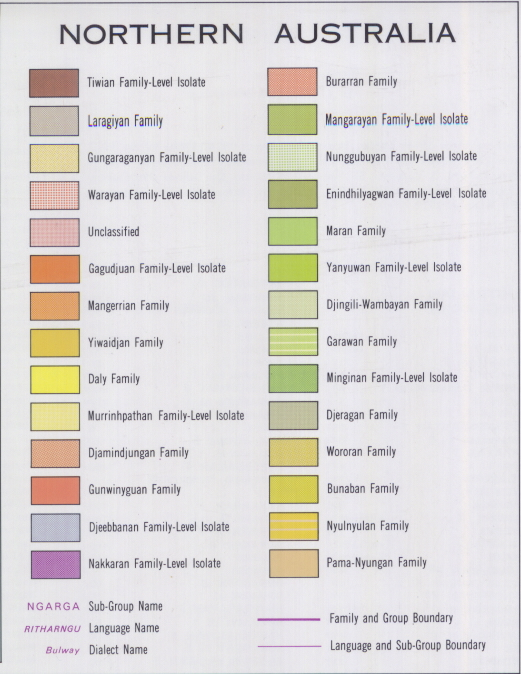 NORTHERN AUSTRALIA
Tiwian Family-Level Isolate
Laragiyan Family
Gungaraganyan Family-Level Isolate
Warayan Family-Level Isolate
Unclassified
Gagudjuan Family-Level Isolate
Mangerrian Family
Yiwaidjan Family
Daly Family
Murrinhpathan Family-Level Isolate
Djamindjungan Family
Gunwinyguan Family
Djeebbanan Family-Level Isolate
Nakkaran Family-Level Isolate
Burarran Family
Mangarayan Family-Level Isolate
Nunggubuyan Family-Level Isolate
Enindhilyagwan Family-Level Isolate
Maran Family
Yanyuwan Family-Level Isolate
Djingili-Wambayan Family
Garawan Family
Minginan Family-Level Isolate
Djeragan Family
Wororan Family
Bunaban Family
Nyulnyulan Family
Pama-Nyungan Family
NGARGA Sub-Group Name
RITHARNGU Language Name
Bulway Dialect Name
Family and Group Boundary
Language and Sub-Group Boundary